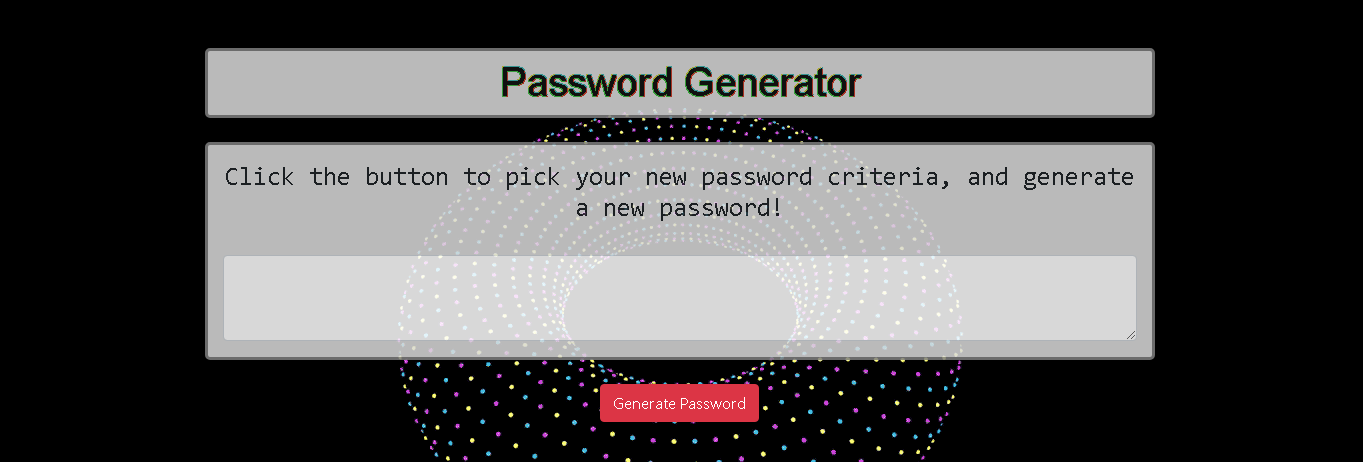 Password Generator
Click the button to pick your new password criteria, and generate
a new password!
Generate Password